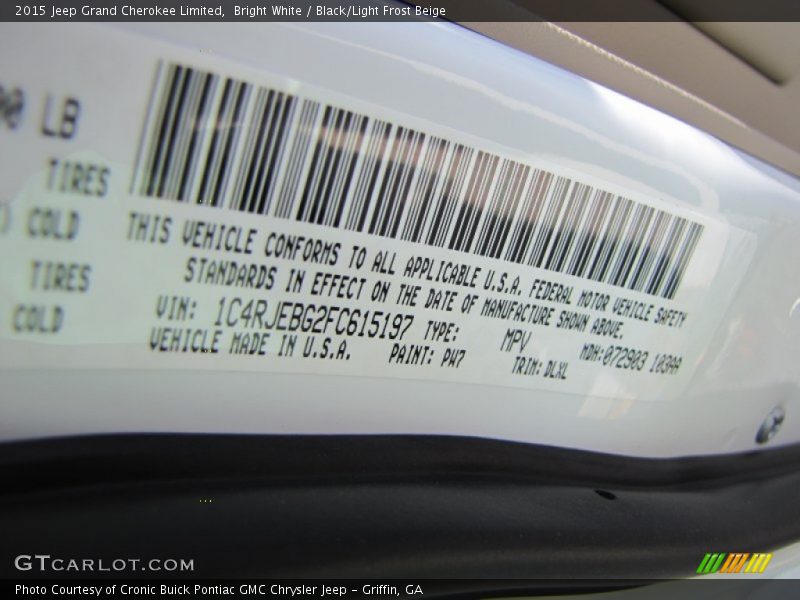 2015 Jeep Grand Cherokee Limited,  Bright White / Black/Light Frost Beige
LB
TIRES
COLD
TIRES
COLD
THIS VEHICLE CONFORMS TO ALL APPLICABLE U.S.A. FEDERAL MOTOR VEHICLE SAFETY
STANDARDS IN EFFECT ON THE DATE OF MANUFACTURE SHOWN ABOVE.
VIN: 1C4RJEBG2FC615197 TYPE: MPV MDH:072903 103AA
VEHICLE MADE IN U.S.A. PAINT: PW7 TRIM: DLXL
GTcarlot.com
Photo Courtesy of Cronic Buick Pontiac GMC Chrysler Jeep - Griffin, GA